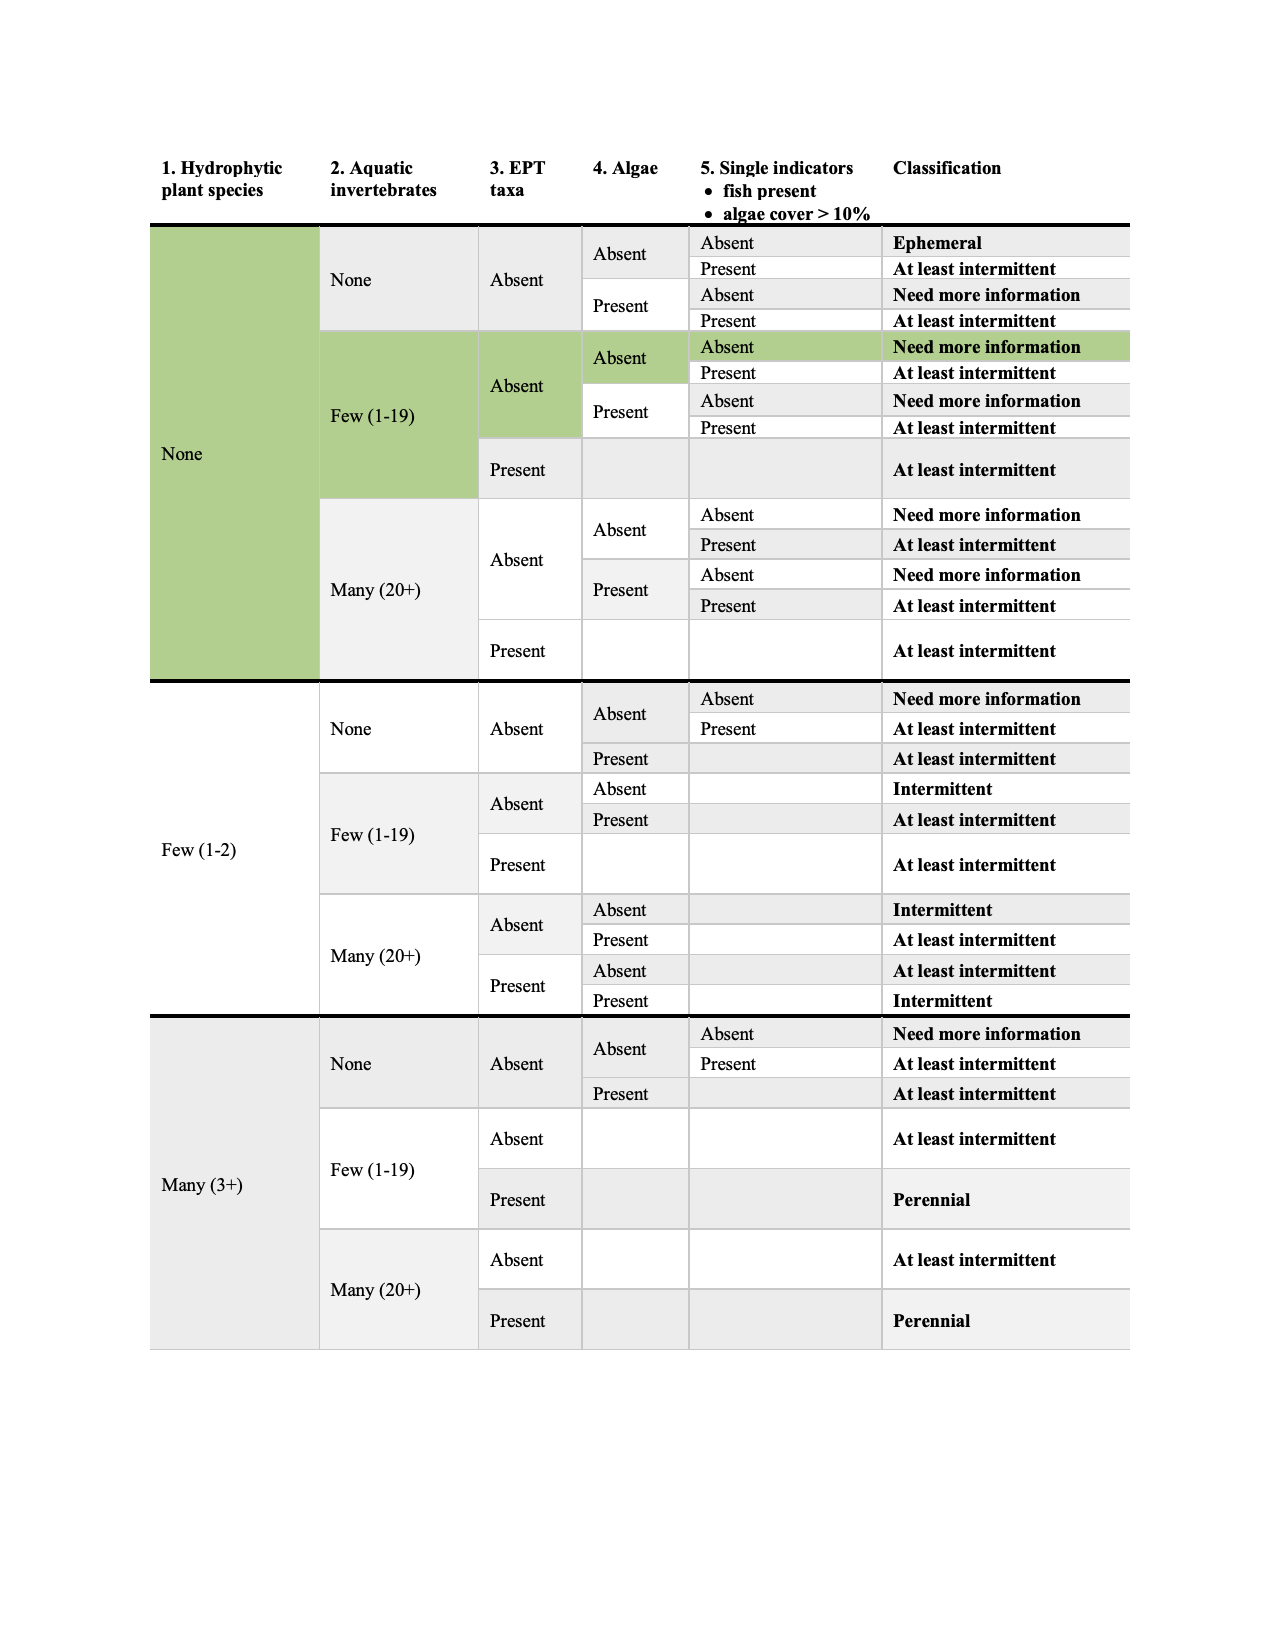 1. Hydrophytic plant species
2. Aquatic invertebrates
3. EPT taxa
4. Algae
5. Single indicators
• fish present
• algae cover > 10%
Classification
None
None
Absent
Absent
Absent
Ephemeral
Present
At least intermittent
Present
Absent
Need more information
Present
At least intermittent
Few (1-19)
Absent
Absent
Absent
Need more information
Present
At least intermittent
Present
Absent
Need more information
Present
At least intermittent
Present
At least intermittent
Many (20+)
Absent
Absent
Absent
Need more information
Present
At least intermittent
Present
Absent
Need more information
Present
At least intermittent
Present
At least intermittent
Few (1-2)
None
Absent
Absent
Absent
Need more information
Present
At least intermittent
Present
At least intermittent
Few (1-19)
Absent
Absent
Intermittent
Present
At least intermittent
Present
At least intermittent
Many (20+)
Absent
Absent
Intermittent
Present
At least intermittent
Present
Absent
At least intermittent
Present
Intermittent
Many (3+)
None
Absent
Absent
Absent
Need more information
Present
At least intermittent
Present
At least intermittent
Few (1-19)
Absent
At least intermittent
Present
Perennial
Many (20+)
Absent
At least intermittent
Present
Perennial